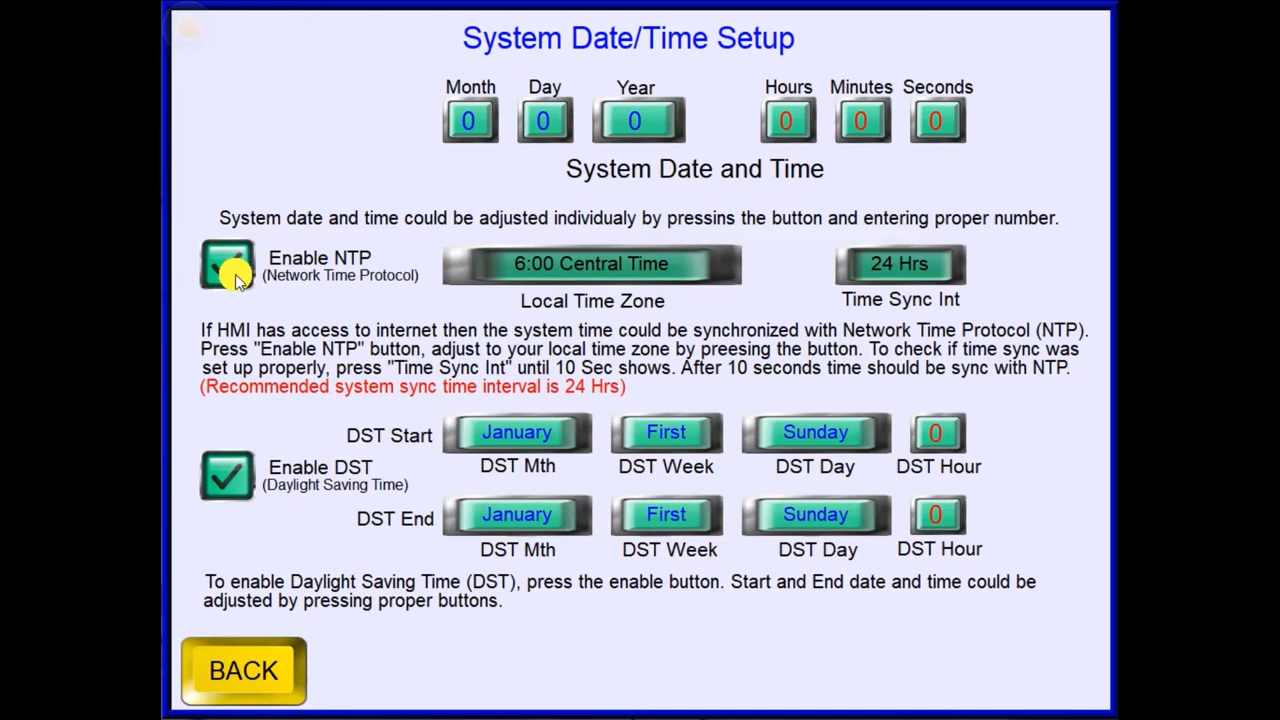 System Date/Time Setup
Month Day Year Hours Minutes Seconds
0 0 0 0 0 0
System Date and Time
System date and time could be adjusted individualy by pressins the button and entering proper number.
Enable NTP
(Network Time Protocol)
6:00 Central Time
Local Time Zone
24 Hrs
Time Sync Int
If HMI has access to internet then the system time could be synchronized with Network Time Protocol (NTP).
Press "Enable NTP" button, adjust to your local time zone by preesing the button. To check if time sync was
set up properly, press "Time Sync Int" until 10 Sec shows. After 10 seconds time should be sync with NTP.
(Recommended system sync time interval is 24 Hrs)
DST Start January First Sunday 0
DST Mth DST Week DST Day DST Hour
Enable DST
(Daylight Saving Time)
DST End January First Sunday 0
DST Mth DST Week DST Day DST Hour
To enable Daylight Saving Time (DST), press the enable button. Start and End date and time could be
adjusted by pressing proper buttons.
BACK